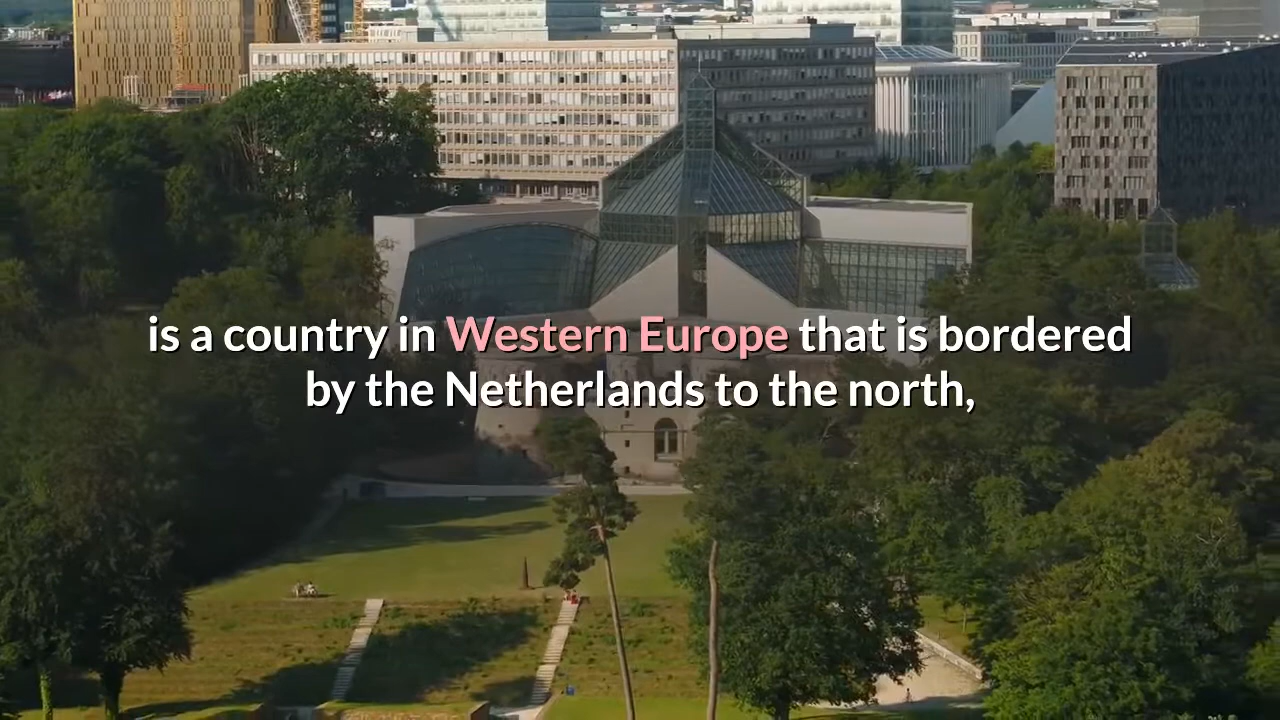 is a country in Western Europe that is bordered
by the Netherlands to the north,